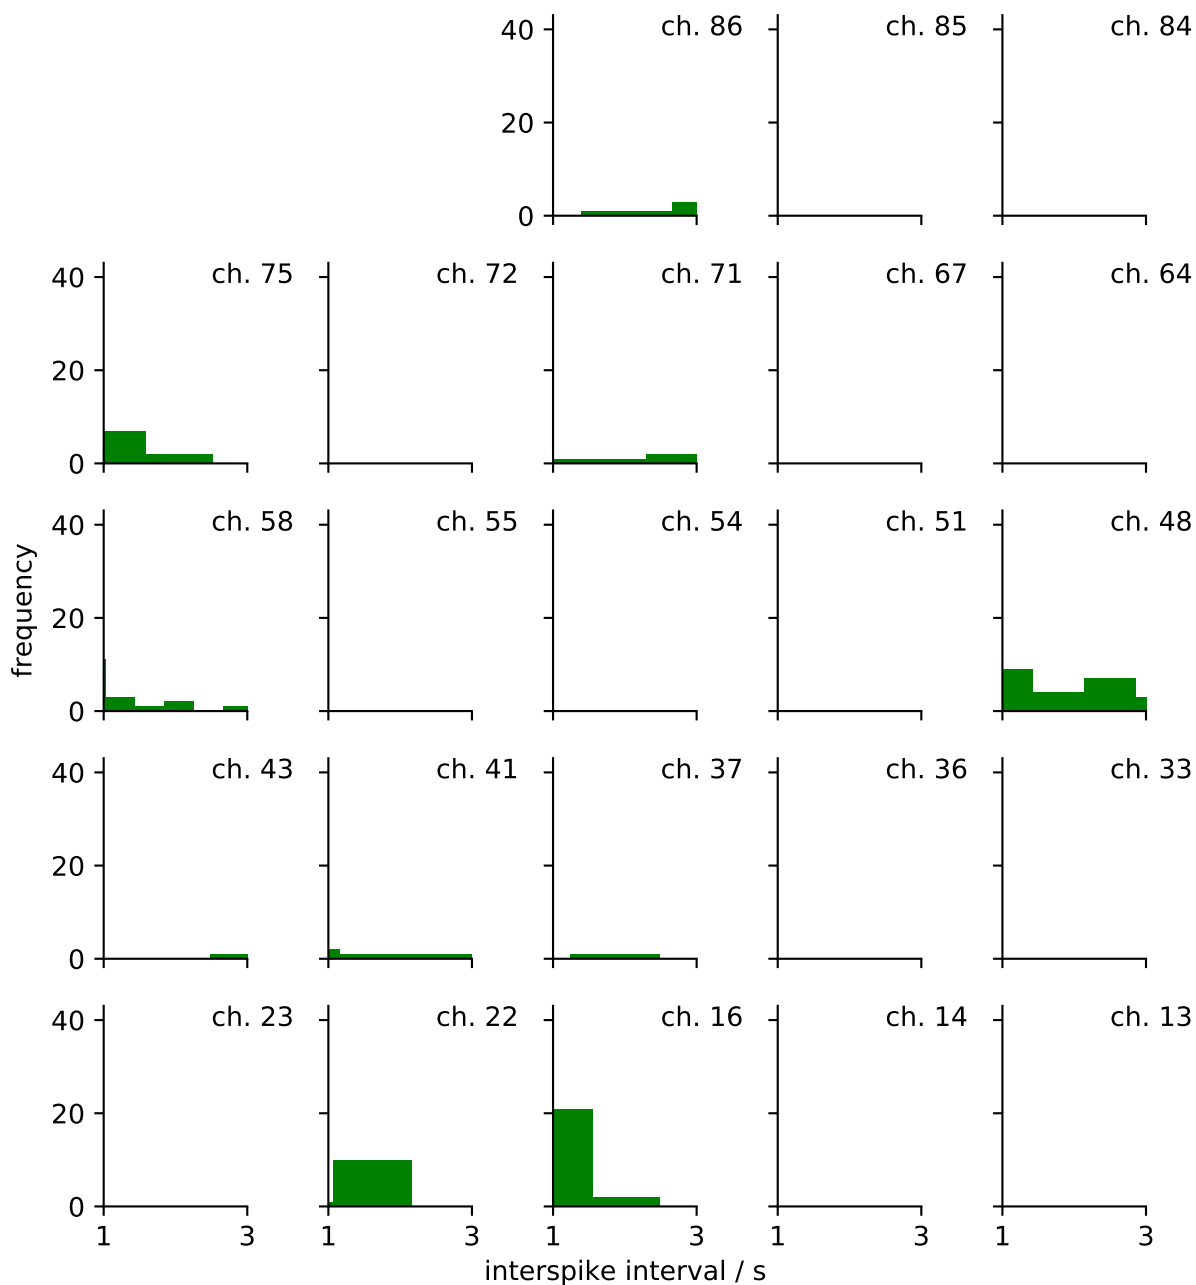 40 ch. 86 ch. 85 ch. 84
20
0
40 ch. 75 ch. 72 ch. 71 ch. 67 ch. 64
20
0
40 ch. 58 ch. 55 ch. 54 ch. 51 ch. 48
20
0
frequency
40 ch. 43 ch. 41 ch. 37 ch. 36 ch. 33
20
0
40 ch. 23 ch. 22 ch. 16 ch. 14 ch. 13
20
0
1 3 1 3 1 3 1 3 1 3
interspike interval / s